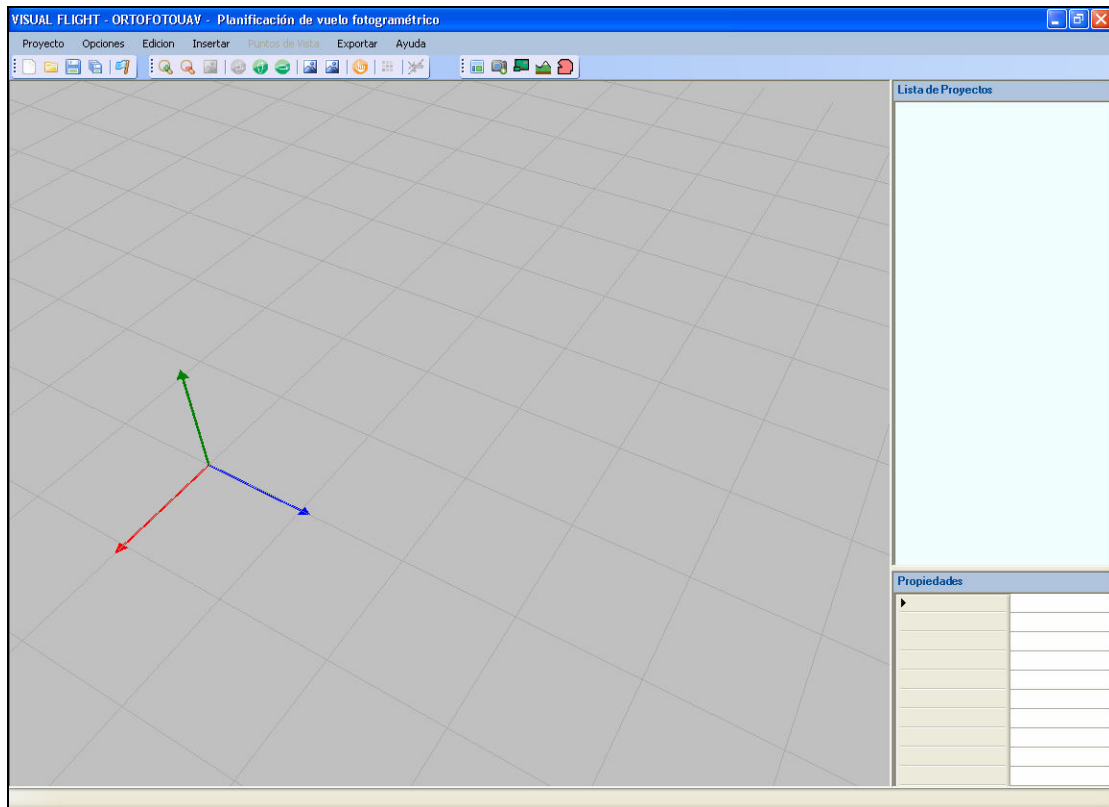 VISUAL FLIGHT - ORTOFOTOUAV - Planificación de vuelo fotogramétrico
Proyecto Opciones Edicion Insertar Puntos de Vista Exportar Ayuda
Lista de Proyectos
Propiedades